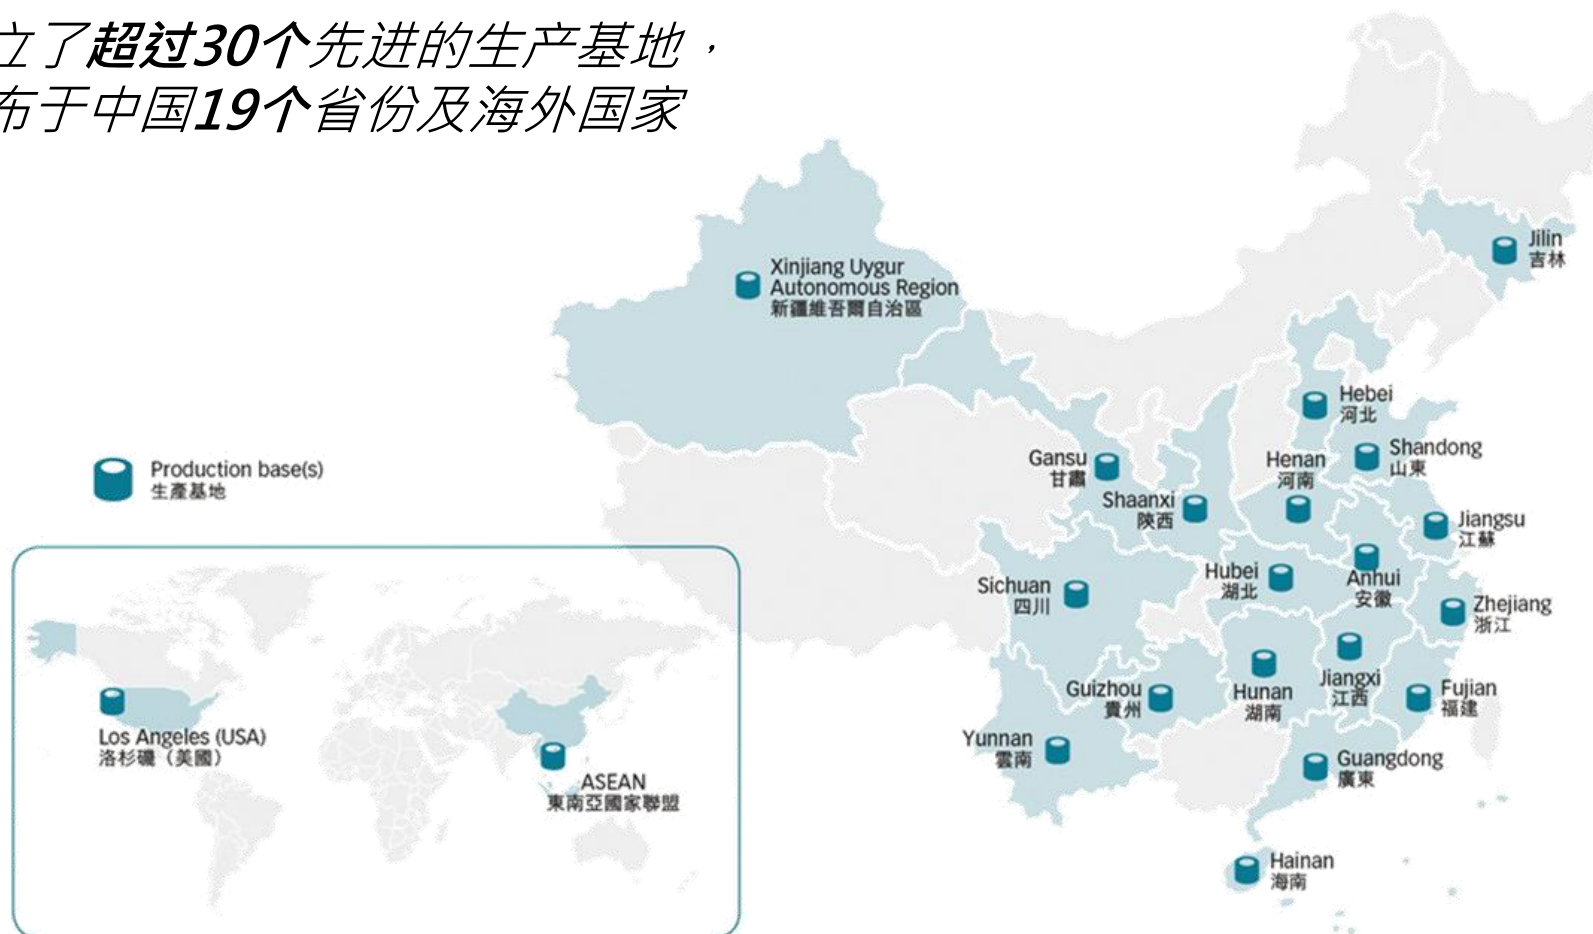 立了超过30个先进的生产基地，
布于中国19个省份及海外国家
Jilin
吉林
Xinjiang Uygur
Autonomous Region
新疆維吾爾自治區
Hebei
河北
Shandong
山東
Gansu
甘肅
Henan
河南
Production base(s)
生產基地
Shaanxi
陝西
Jiangsu
江蘇
Hubei
湖北
Anhui
安徽
Sichuan
四川
Zhejiang
浙江
Guizhou
貴州
Hunan
湖南
Jiangxi
江西
Fujian
福建
Yunnan
雲南
Guangdong
廣東
Hainan
海南
Los Angeles (USA)
洛杉磯（美國）
ASEAN
東南亞國家聯盟